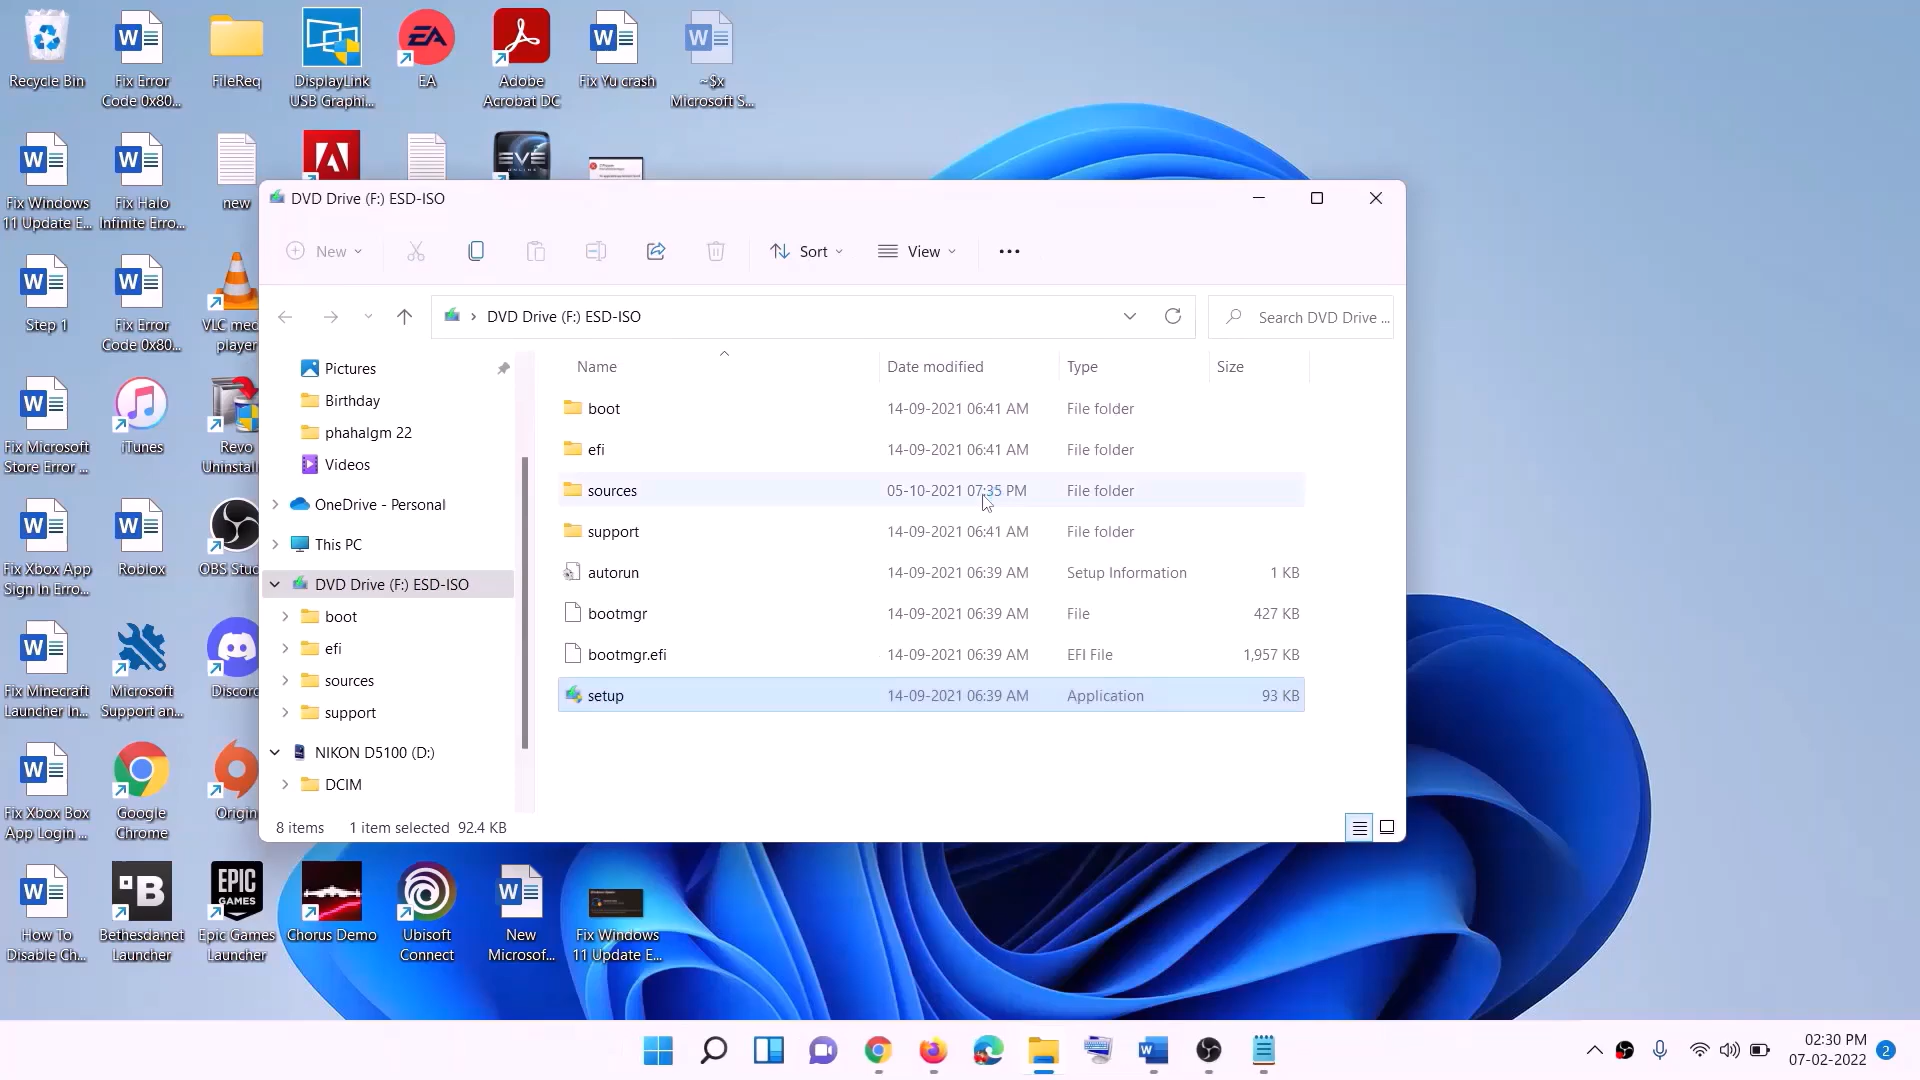 Recycle Bin
Fix Error
Code 0x80...
FileReq
DisplayLink
USB Graphi...
EA
Adobe
Acrobat DC
Fix Yu crash
~$x
Microsoft S...
Fix Windows
11 Update E...
Fix Halo
Infinite Erro...
new
EVE
ONLINE
Step 1
Fix Error
Code 0x80...
VLC med
player
Fix Microsoft
Store Error ...
iTunes
Revo
Uninstall
Fix Xbox App
Sign In Erro...
Roblox
OBS Stud
Fix Minecraft
Launcher In...
Microsoft
Support an...
Discord
Fix Xbox Box
App Login ...
Google
Chrome
Origin
How To
Disable Ch...
Bethesda.net
Launcher
EPIC
GAMES
Epic Games
Launcher
Chorus Demo
Ubisoft
Connect
New
Microsof...
Fix Windows
11 Update E...
DVD Drive (F:) ESD-ISO
New
Sort
View
DVD Drive (F:) ESD-ISO
Search DVD Drive ...
Pictures
Birthday
phahalgm 22
Videos
OneDrive - Personal
This PC
DVD Drive (F:) ESD-ISO
boot
efi
sources
support
NIKON D5100 (D:)
DCIM
Name Date modified Type Size
boot 14-09-2021 06:41 AM File folder
efi 14-09-2021 06:41 AM File folder
sources 05-10-2021 07:35 PM File folder
support 14-09-2021 06:41 AM File folder
autorun 14-09-2021 06:39 AM Setup Information 1 KB
bootmgr 14-09-2021 06:39 AM File 427 KB
bootmgr.efi 14-09-2021 06:39 AM EFI File 1,957 KB
setup 14-09-2021 06:39 AM Application 93 KB
8 items 1 item selected 92.4 KB
02:30 PM
07-02-2022
2